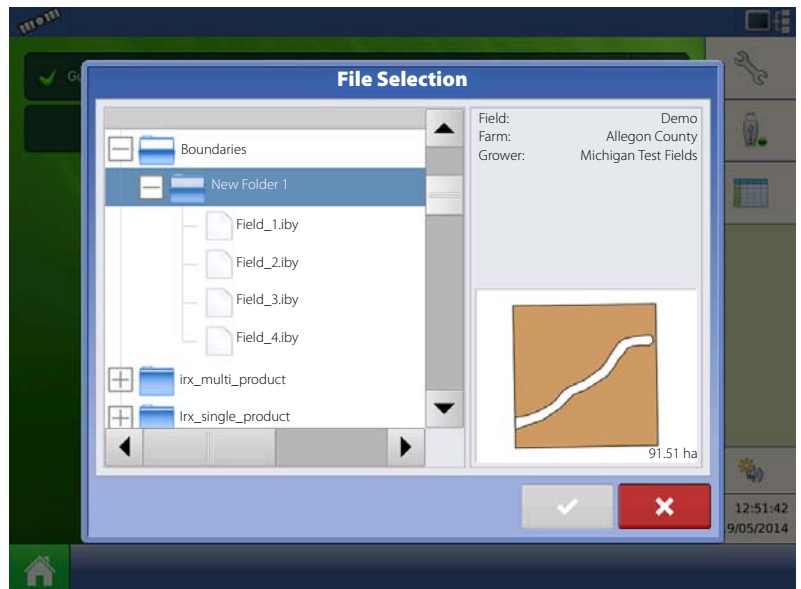 File Selection
Gu
Boundaries
New Folder 1
Field_1.iby
Field_2.iby
Field_3.iby
Field_4.iby
irx_multi_product
Irx_single_product
Field: Demo
Farm: Allegon County
Grower: Michigan Test Fields
91.51 ha
12:51:42
9/05/2014